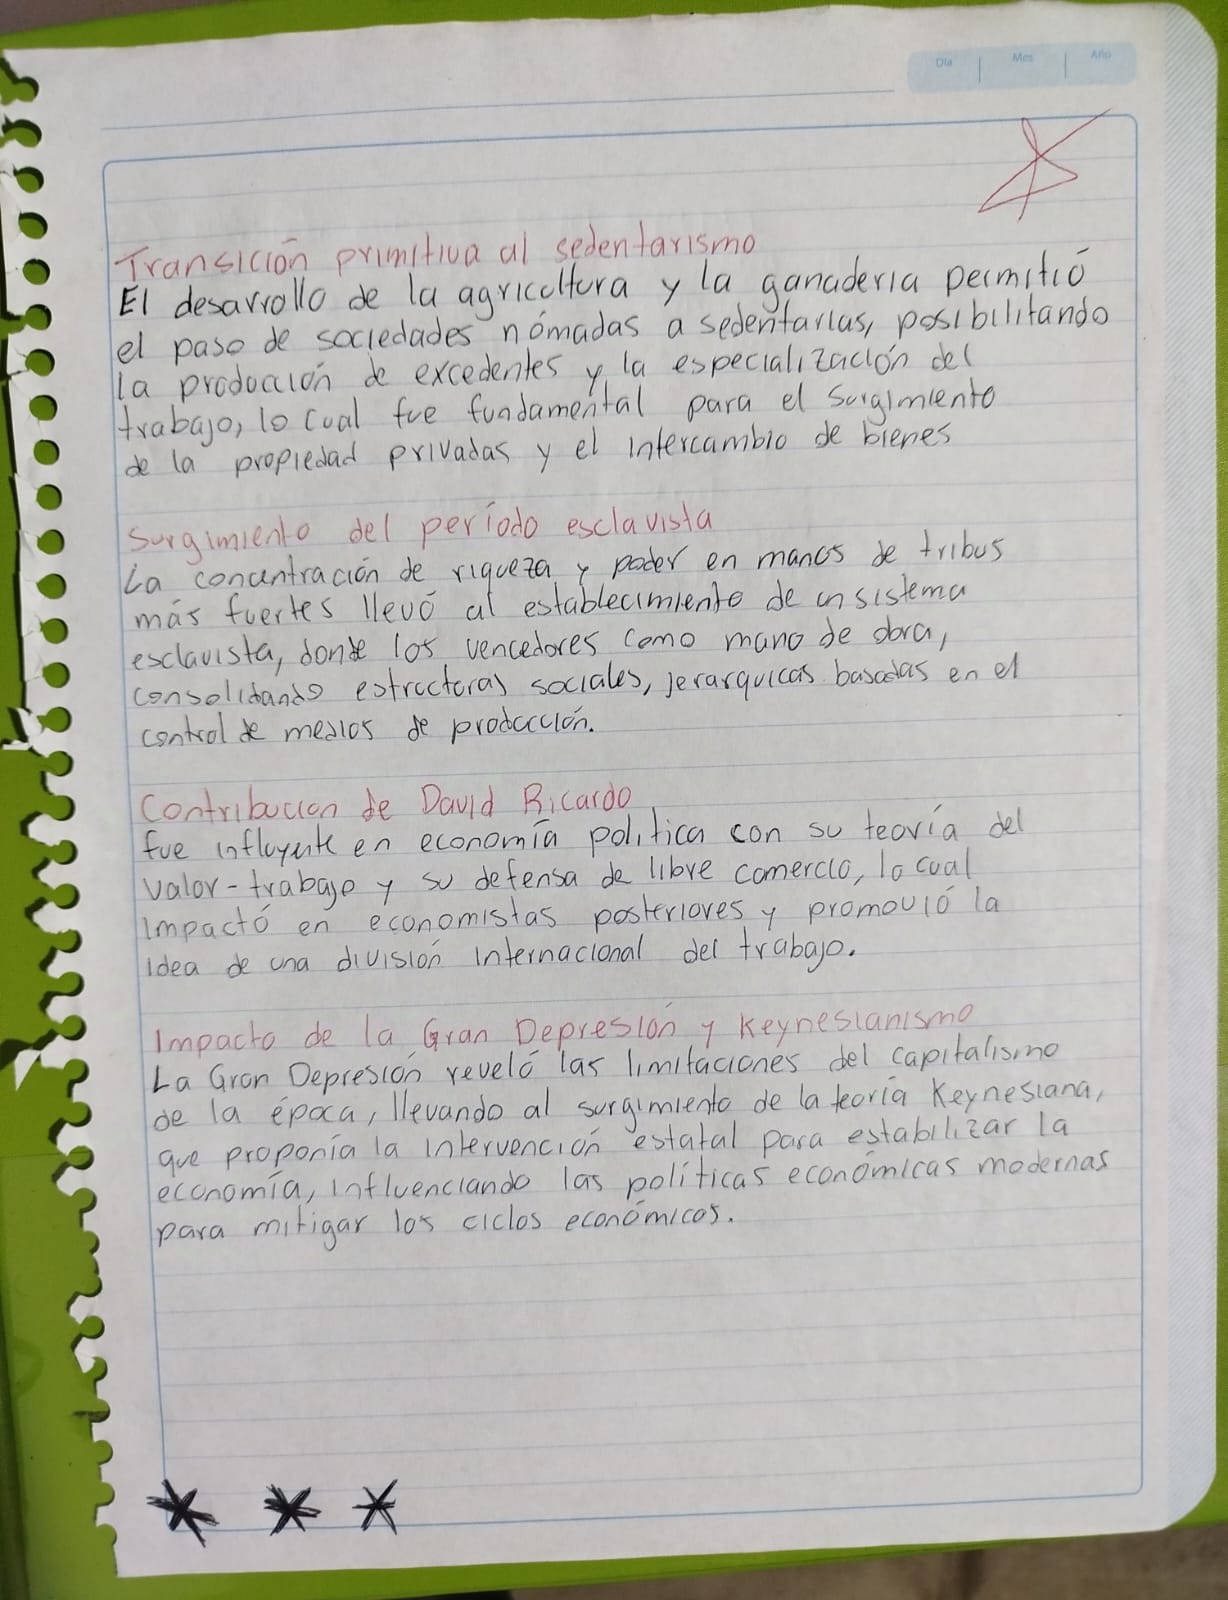 Día Mes Año
Transición primitiva al sedentarismo
El desarrollo de la agricultura y la ganadería permitió
el paso de sociedades nómadas a sedentarias, posibilitando
la producción de excedentes y la especialización del
trabajo, lo cual fue fundamental para el surgimiento
de la propiedad privadas y el intercambio de bienes
Surgimiento del período esclavista
La concentración de riqueza y poder en manos de tribus
más fuertes llevó al establecimiento de un sistema
esclavista, donde los vencedores como mano de obra,
consolidando estructuras sociales, jerarquicas basadas en el
control de medios de producción.
Contribucion de David Ricardo
fue influyente en economía política con su teoría del
valor-trabajo y su defensa de libre comercio, lo cual
impactó en economistas posteriores y promovió la
idea de una división internacional del trabajo.
Impacto de la Gran Depresión y Keynesianismo
La Gran Depresión reveló las limitaciones del capitalismo
de la época, llevando al surgimiento de la teoría Keynesiana,
que proponía la intervención estatal para estabilizar la
economía, influenciando las políticas económicas modernas
para mitigar los ciclos económicos.